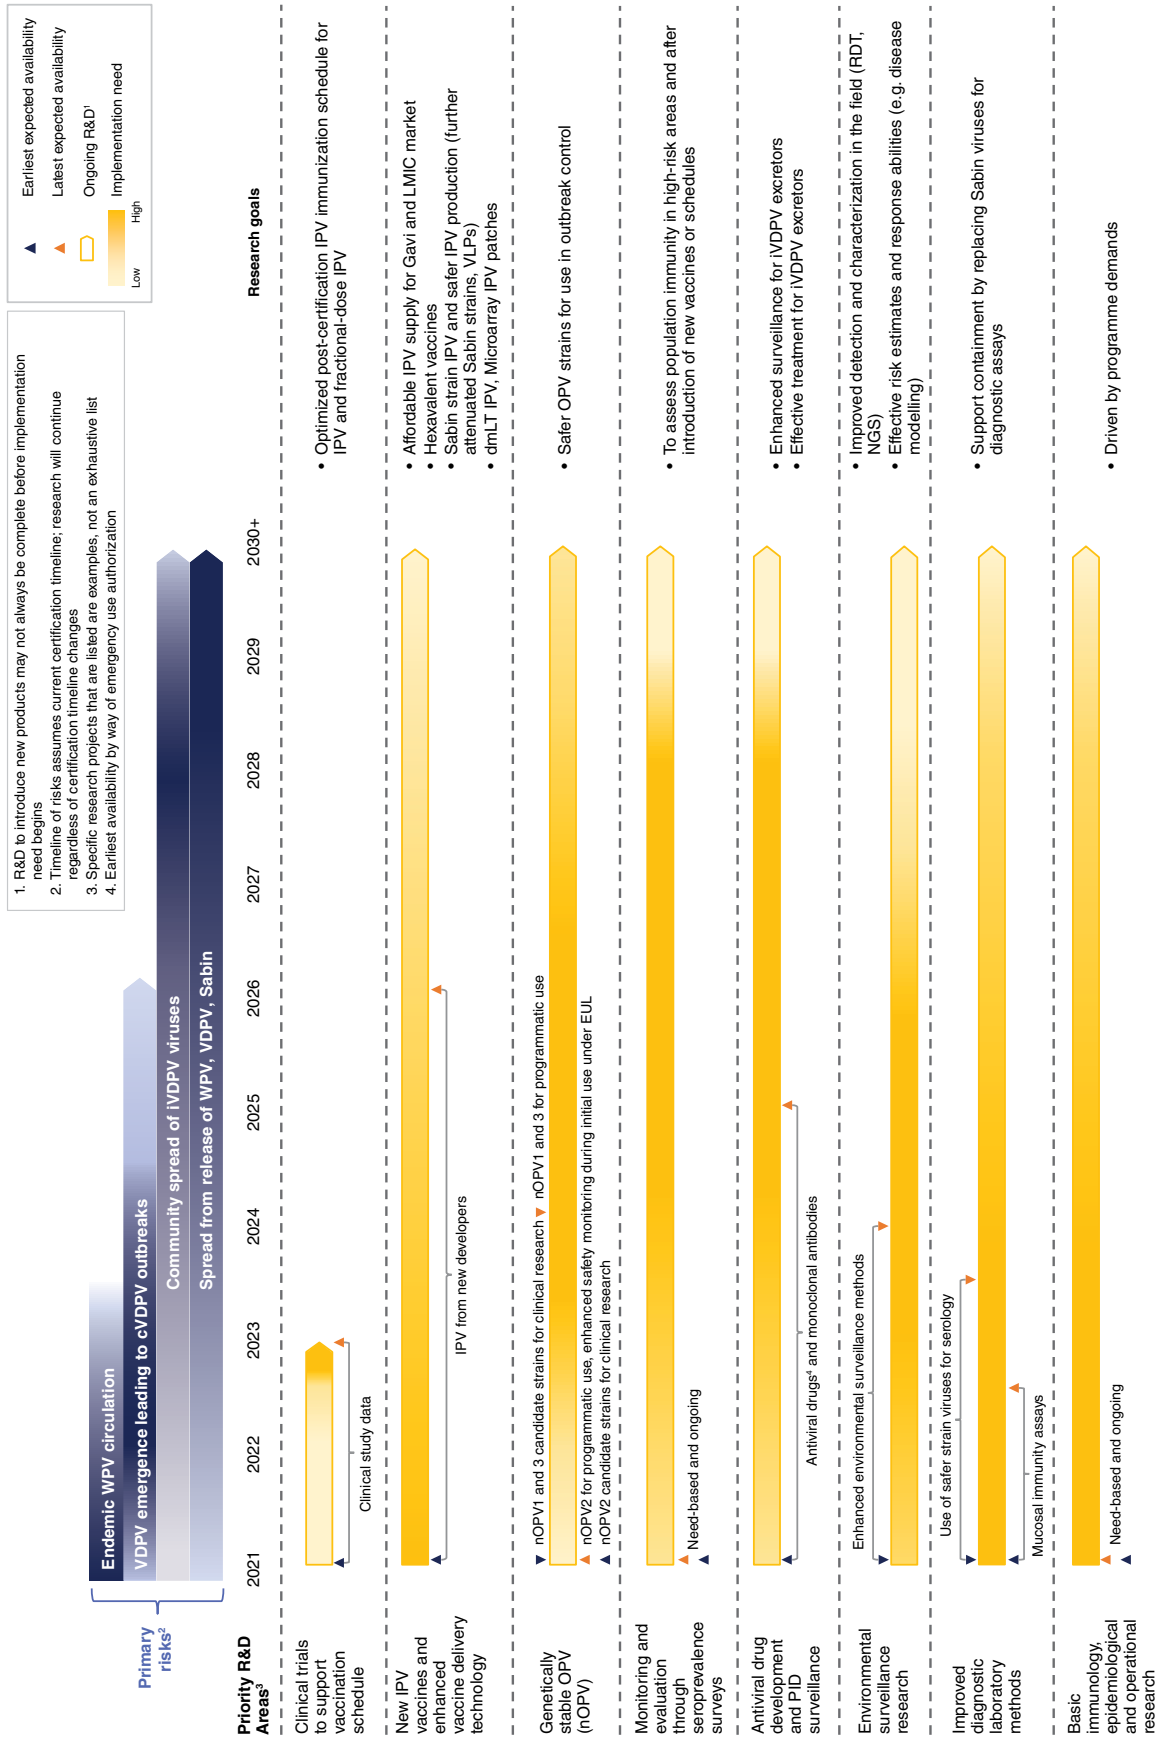 1. R&D to introduce new products may not always be complete before implementation
need begins
2. Timeline of risks assumes current certification timeline; research will continue
regardless of certification timeline changes
3. Specific research projects that are listed are examples, not an exhaustive list
4. Earliest availability by way of emergency use authorization
Earliest expected availability
Latest expected availability
Ongoing R&D¹
Implementation need
Low
High
Primary
risks²
Endemic WPV circulation
VDPV emergence leading to cVDPV outbreaks
Community spread of iVDPV viruses
Spread from release of WPV, VDPV, Sabin
Priority R&D
Areas³
2021
2022
2023
2024
2025
2026
2027
2028
2029
2030+
Research goals
Clinical trials
to support
vaccination
schedule
Clinical study data
• Optimized post-certification IPV immunization schedule for
IPV and fractional-dose IPV
New IPV
vaccines and
enhanced
vaccine delivery
technology
IPV from new developers
• Affordable IPV supply for Gavi and LMIC market
• Hexavalent vaccines
• Sabin strain IPV and safer IPV production (further
attenuated Sabin strains, VLPs)
• dmLT IPV, Microarray IPV patches
Genetically
stable OPV
(nOPV)
nOPV1 and 3 candidate strains for clinical research
nOPV1 and 3 for programmatic use
nOPV2 for programmatic use, enhanced safety monitoring during initial use under EUL
nOPV2 candidate strains for clinical research
• Safer OPV strains for use in outbreak control
Monitoring and
evaluation
through
seroprevalence
surveys
Need-based and ongoing
• To assess population immunity in high-risk areas and after
introduction of new vaccines or schedules
Antiviral drug
development
and PID
surveillance
Antiviral drugs⁴ and monoclonal antibodies
• Enhanced surveillance for iVDPV excretors
• Effective treatment for iVDPV excretors
Environmental
surveillance
research
Enhanced environmental surveillance methods
• Improved detection and characterization in the field (RDT,
NGS)
• Effective risk estimates and response abilities (e.g. disease
modelling)
Improved
diagnostic
laboratory
methods
Use of safer strain viruses for serology
Mucosal immunity assays
• Support containment by replacing Sabin viruses for
diagnostic assays
Basic
immunology,
epidemiological
and operational
research
Need-based and ongoing
• Driven by programme demands